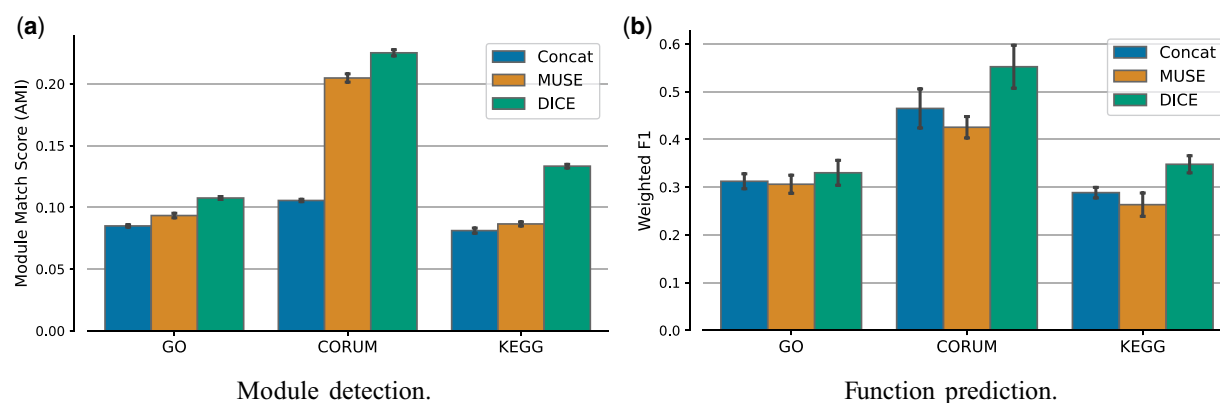 (a)
Module Match Score (AMI)
0.20
0.15
0.10
0.05
0.00
Concat
MUSE
DICE
GO CORUM KEGG
Module detection.
(b)
Weighted F1
0.6
0.5
0.4
0.3
0.2
0.1
0.0
Concat
MUSE
DICE
GO CORUM KEGG
Function prediction.